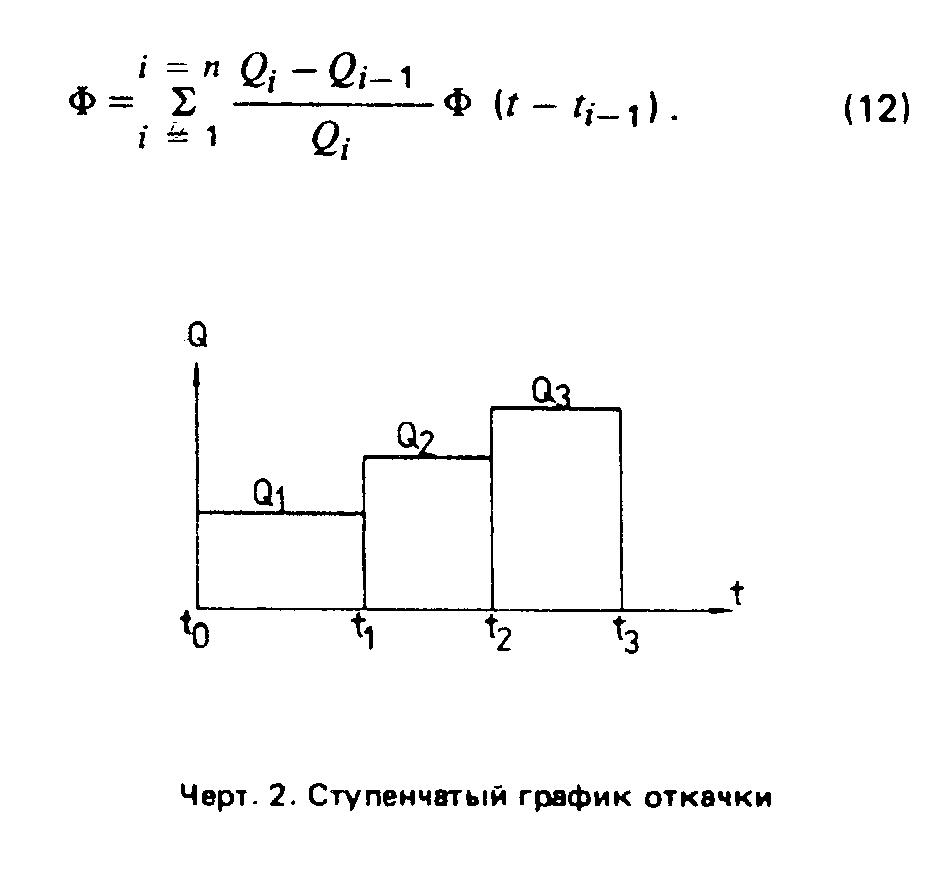 i = n Q_i − Q_{i−1}
Φ = Σ ———— Φ (t − t_{i−1}). (12)
i = 1 Q_i
Q
Q3
Q2
Q1
t
t0 t1 t2 t3
Черт. 2. Ступенчатый график откачки